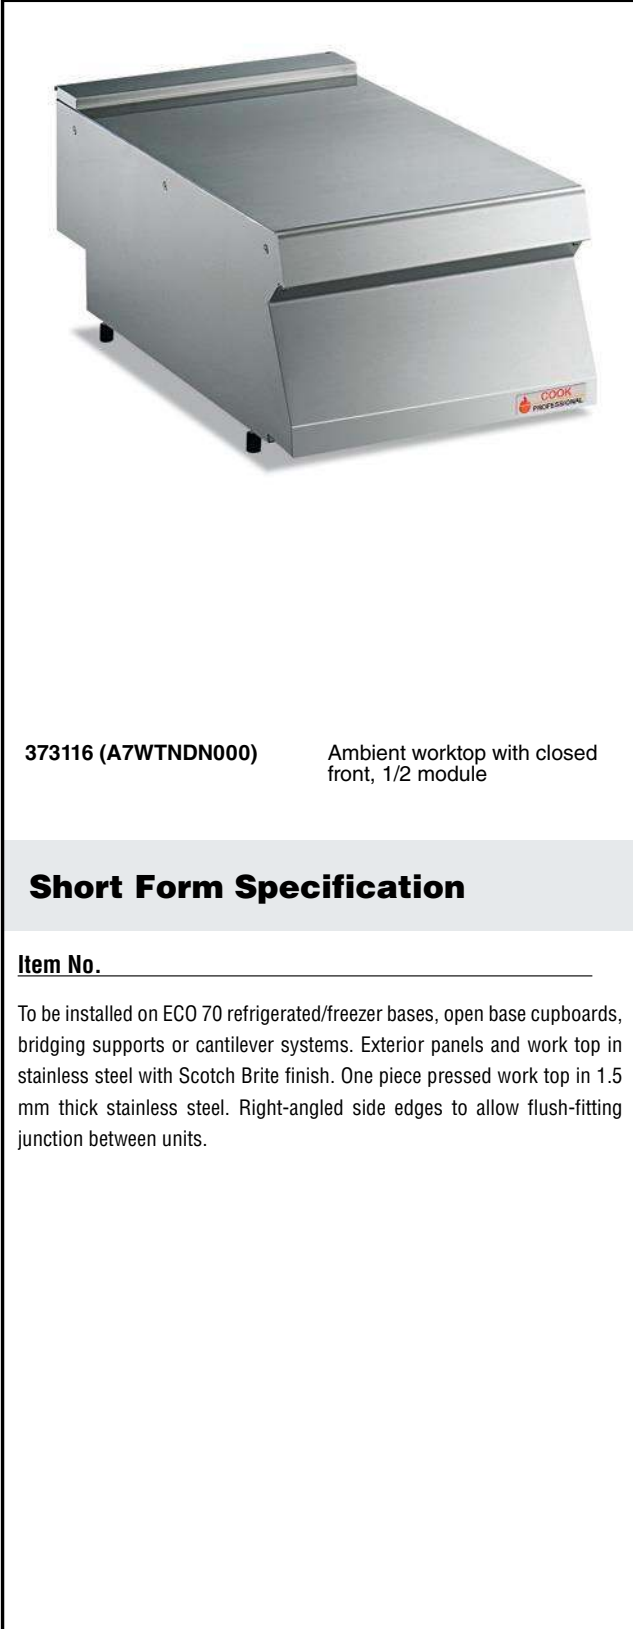 COOK
PROFESSIONAL
373116 (A7WTNDN000)
Ambient worktop with closed
front, 1/2 module
Short Form Specification
Item No.
To be installed on ECO 70 refrigerated/freezer bases, open base cupboards,
bridging supports or cantilever systems. Exterior panels and work top in
stainless steel with Scotch Brite finish. One piece pressed work top in 1.5
mm thick stainless steel. Right-angled side edges to allow flush-fitting
junction between units.